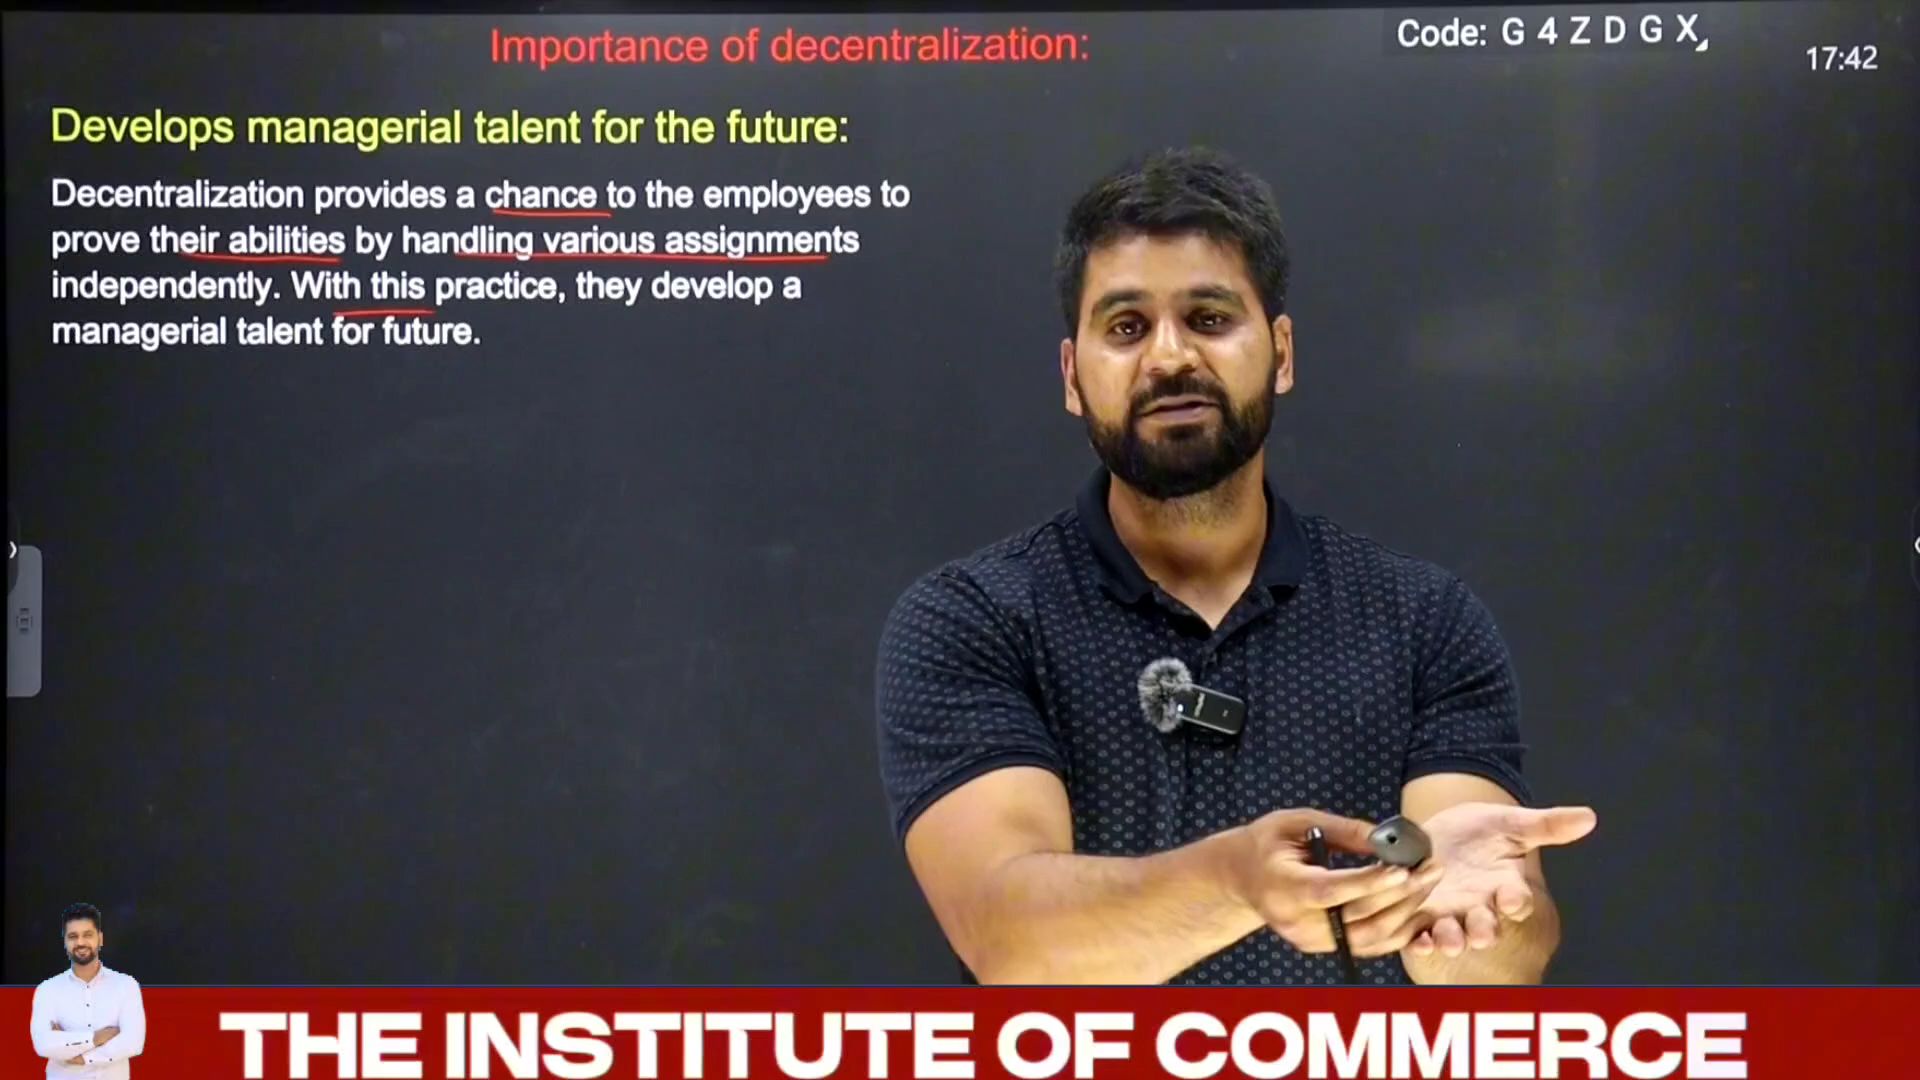 Importance of decentralization:
Code: G 4 Z D G X
17:42
Develops managerial talent for the future:
Decentralization provides a chance to the employees to
prove their abilities by handling various assignments
independently. With this practice, they develop a
managerial talent for future.
THE INSTITUTE OF COMMERCE